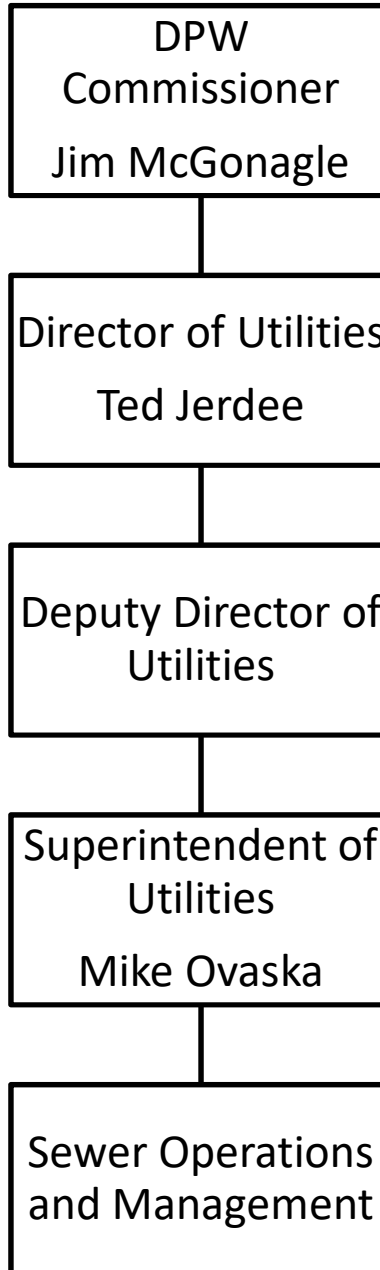 DPW
Commissioner
Jim McGonagle
Director of Utilities
Ted Jerdee
Deputy Director of
Utilities
Superintendent of
Utilities
Mike Ovaska
Sewer Operations
and Management